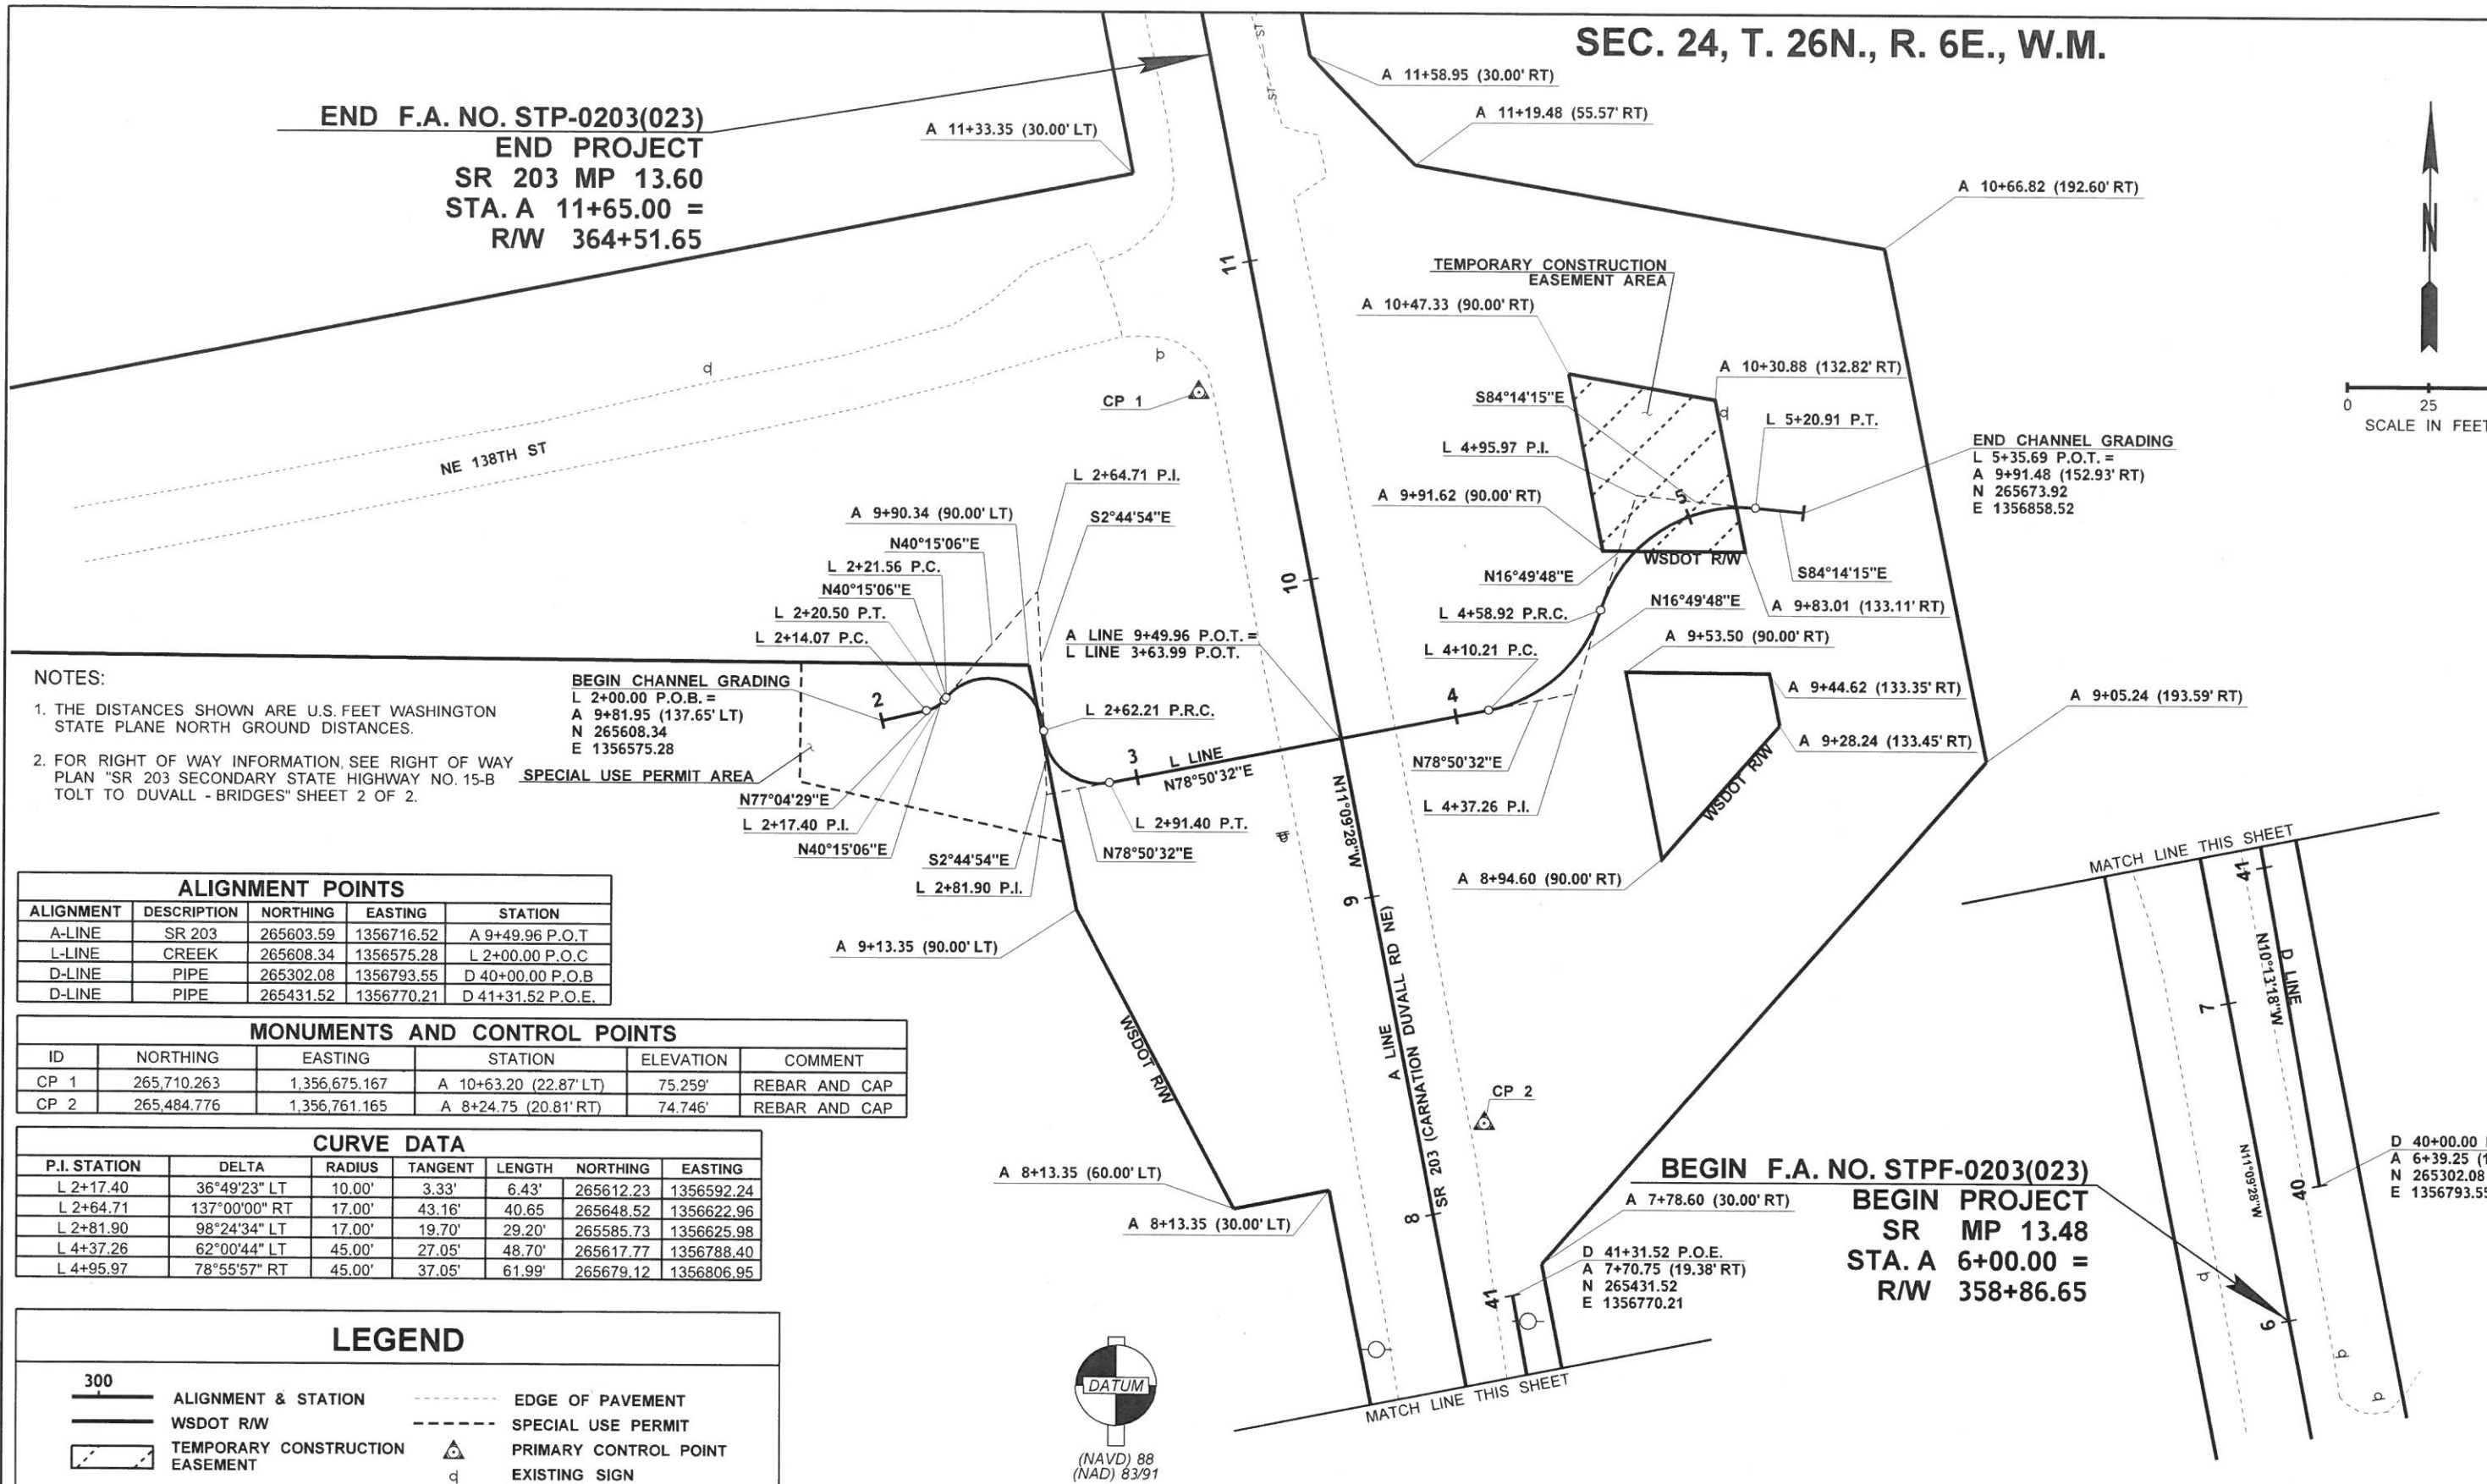 SEC. 24, T. 26N., R. 6E., W.M.
END F.A. NO. STP-0203(023)
END PROJECT
SR 203 MP 13.60
STA. A 11+65.00 =
R/W 364+51.65
A 11+33.35 (30.00' LT)
ST
ST
A 11+58.95 (30.00' RT)
A 11+19.48 (55.57' RT)
A 10+66.82 (192.60' RT)
N
0 25
SCALE IN FEET
11
TEMPORARY CONSTRUCTION
EASEMENT AREA
A 10+47.33 (90.00' RT)
A 10+30.88 (132.82' RT)
S84°14'15"E
L 5+20.91 P.T.
L 4+95.97 P.I.
END CHANNEL GRADING
L 5+35.69 P.O.T. =
A 9+91.48 (152.93' RT)
N 265673.92
E 1356858.52
A 9+91.62 (90.00' RT)
5
WSDOT R/W
N16°49'48"E
S84°14'15"E
L 4+58.92 P.R.C.
N16°49'48"E
A 9+83.01 (133.11' RT)
A 9+53.50 (90.00' RT)
L 4+10.21 P.C.
4
A 9+44.62 (133.35' RT)
A 9+05.24 (193.59' RT)
A 9+28.24 (133.45' RT)
WSDOT R/W
N78°50'32"E
L 4+37.26 P.I.
A 8+94.60 (90.00' RT)
CP 1
NE 138TH ST
10
L 2+64.71 P.I.
A 9+90.34 (90.00' LT)
S2°44'54"E
N40°15'06"E
L 2+21.56 P.C.
N40°15'06"E
L 2+20.50 P.T.
L 2+14.07 P.C.
A LINE 9+49.96 P.O.T. =
L LINE 3+63.99 P.O.T.
BEGIN CHANNEL GRADING
L 2+00.00 P.O.B. =
A 9+81.95 (137.65' LT)
N 265608.34
E 1356575.28
2
L 2+62.21 P.R.C.
3
L LINE
N78°50'32"E
SPECIAL USE PERMIT AREA
N77°04'29"E
L 2+17.40 P.I.
N40°15'06"E
L 2+91.40 P.T.
N78°50'32"E
S2°44'54"E
L 2+81.90 P.I.
N11°09'28"W
9
A 9+13.35 (90.00' LT)
NOTES:
1. THE DISTANCES SHOWN ARE U.S. FEET WASHINGTON
STATE PLANE NORTH GROUND DISTANCES.
2. FOR RIGHT OF WAY INFORMATION, SEE RIGHT OF WAY
PLAN "SR 203 SECONDARY STATE HIGHWAY NO. 15-B
TOLT TO DUVALL - BRIDGES" SHEET 2 OF 2.
ALIGNMENT POINTS
ALIGNMENT DESCRIPTION NORTHING EASTING STATION
A-LINE SR 203 265603.59 1356716.52 A 9+49.96 P.O.T
L-LINE CREEK 265608.34 1356575.28 L 2+00.00 P.O.C
D-LINE PIPE 265302.08 1356793.55 D 40+00.00 P.O.B
D-LINE PIPE 265431.52 1356770.21 D 41+31.52 P.O.E.
MONUMENTS AND CONTROL POINTS
ID NORTHING EASTING STATION ELEVATION COMMENT
CP 1 265,710.263 1,356,675.167 A 10+63.20 (22.87' LT) 75.259' REBAR AND CAP
CP 2 265,484.776 1,356,761.165 A 8+24.75 (20.81' RT) 74.746' REBAR AND CAP
CURVE DATA
P.I. STATION DELTA RADIUS TANGENT LENGTH NORTHING EASTING
L 2+17.40 36°49'23" LT 10.00' 3.33' 6.43' 265612.23 1356592.24
L 2+64.71 137°00'00" RT 17.00' 43.16' 40.65 265648.52 1356622.96
L 2+81.90 98°24'34" LT 17.00' 19.70' 29.20' 265585.73 1356625.98
L 4+37.26 62°00'44" LT 45.00' 27.05' 48.70' 265617.77 1356788.40
L 4+95.97 78°55'57" RT 45.00' 37.05' 61.99' 265679.12 1356806.95
WSDOT R/W
A LINE
SR 203 (CARNATION DUVALL RD NE)
8
CP 2
A 8+13.35 (60.00' LT)
A 8+13.35 (30.00' LT)
A 7+78.60 (30.00' RT)
D 41+31.52 P.O.E.
A 7+70.75 (19.38' RT)
N 265431.52
E 1356770.21
41
MATCH LINE THIS SHEET
BEGIN F.A. NO. STPF-0203(023)
BEGIN PROJECT
SR MP 13.48
STA. A 6+00.00 =
R/W 358+86.65
MATCH LINE THIS SHEET
41
7
D LINE
N10°13'18"W
N11°09'28"W
40
6
D 40+00.00
A 6+39.25 (1
N 265302.08
E 1356793.55
LEGEND
300
ALIGNMENT & STATION
WSDOT R/W
TEMPORARY CONSTRUCTION
EASEMENT
EDGE OF PAVEMENT
SPECIAL USE PERMIT
PRIMARY CONTROL POINT
EXISTING SIGN
DATUM
(NAVD) 88
(NAD) 83/91